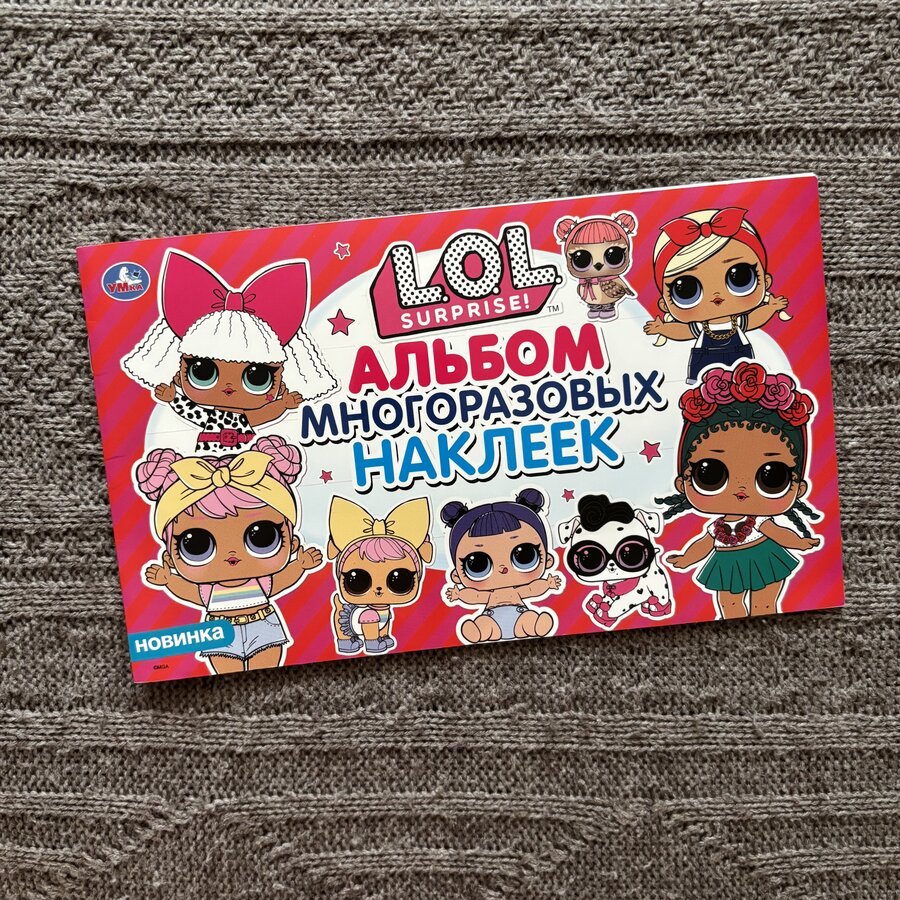 УМКА
L.O.L.
SURPRISE!™
АЛЬБОМ
МНОГОРАЗОВЫХ
НАКЛЕЕК
НОВИНКА
©MGA